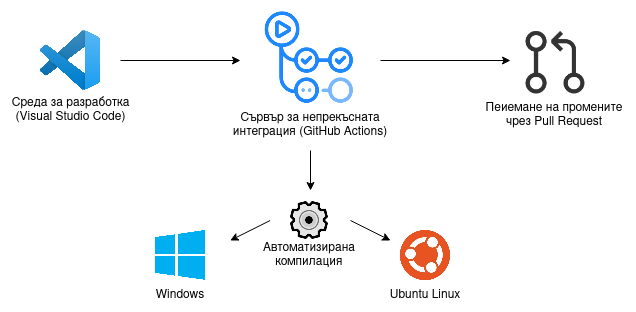 Среда за разработка
(Visual Studio Code)
Сървър за непрекъсната
интеграция (GitHub Actions)
Пеиемане на промените
чрез Pull Request
Автоматизирана
компилация
Windows
Ubuntu Linux